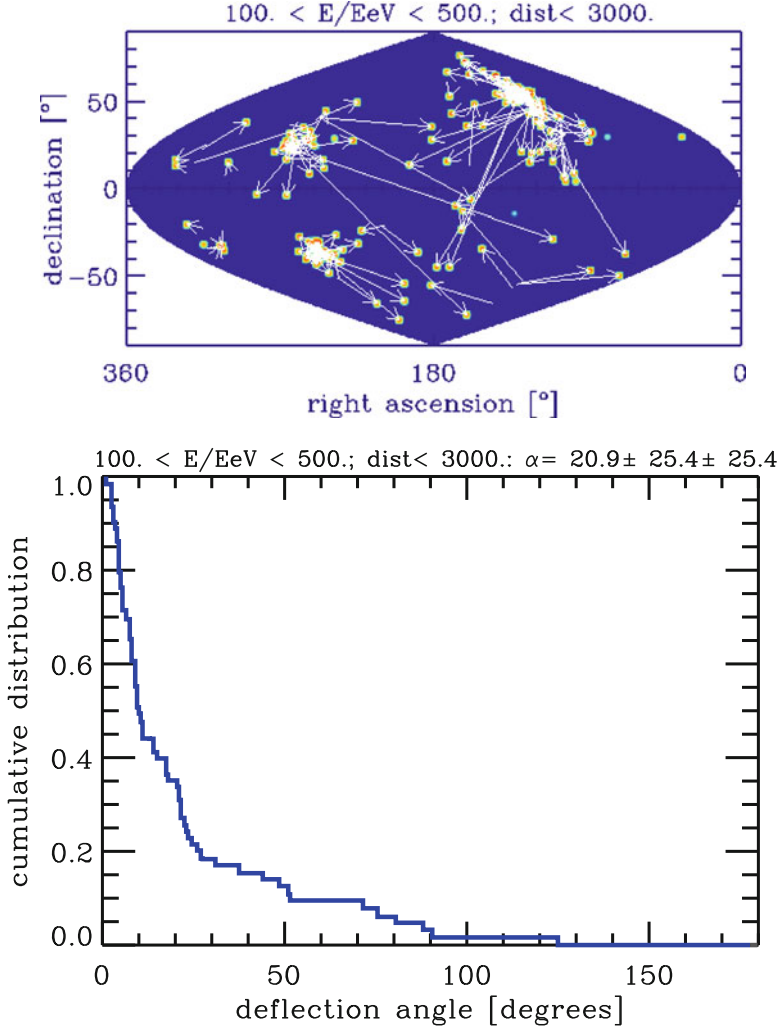 100. < E/EeV < 500.; dist< 3000.
declination [°]
50
0
−50
360 180 0
right ascension [°]
100. < E/EeV < 500.; dist< 3000.: α= 20.9± 25.4± 25.4
cumulative distribution
1.0
0.8
0.6
0.4
0.2
0.0
0 50 100 150
deflection angle [degrees]